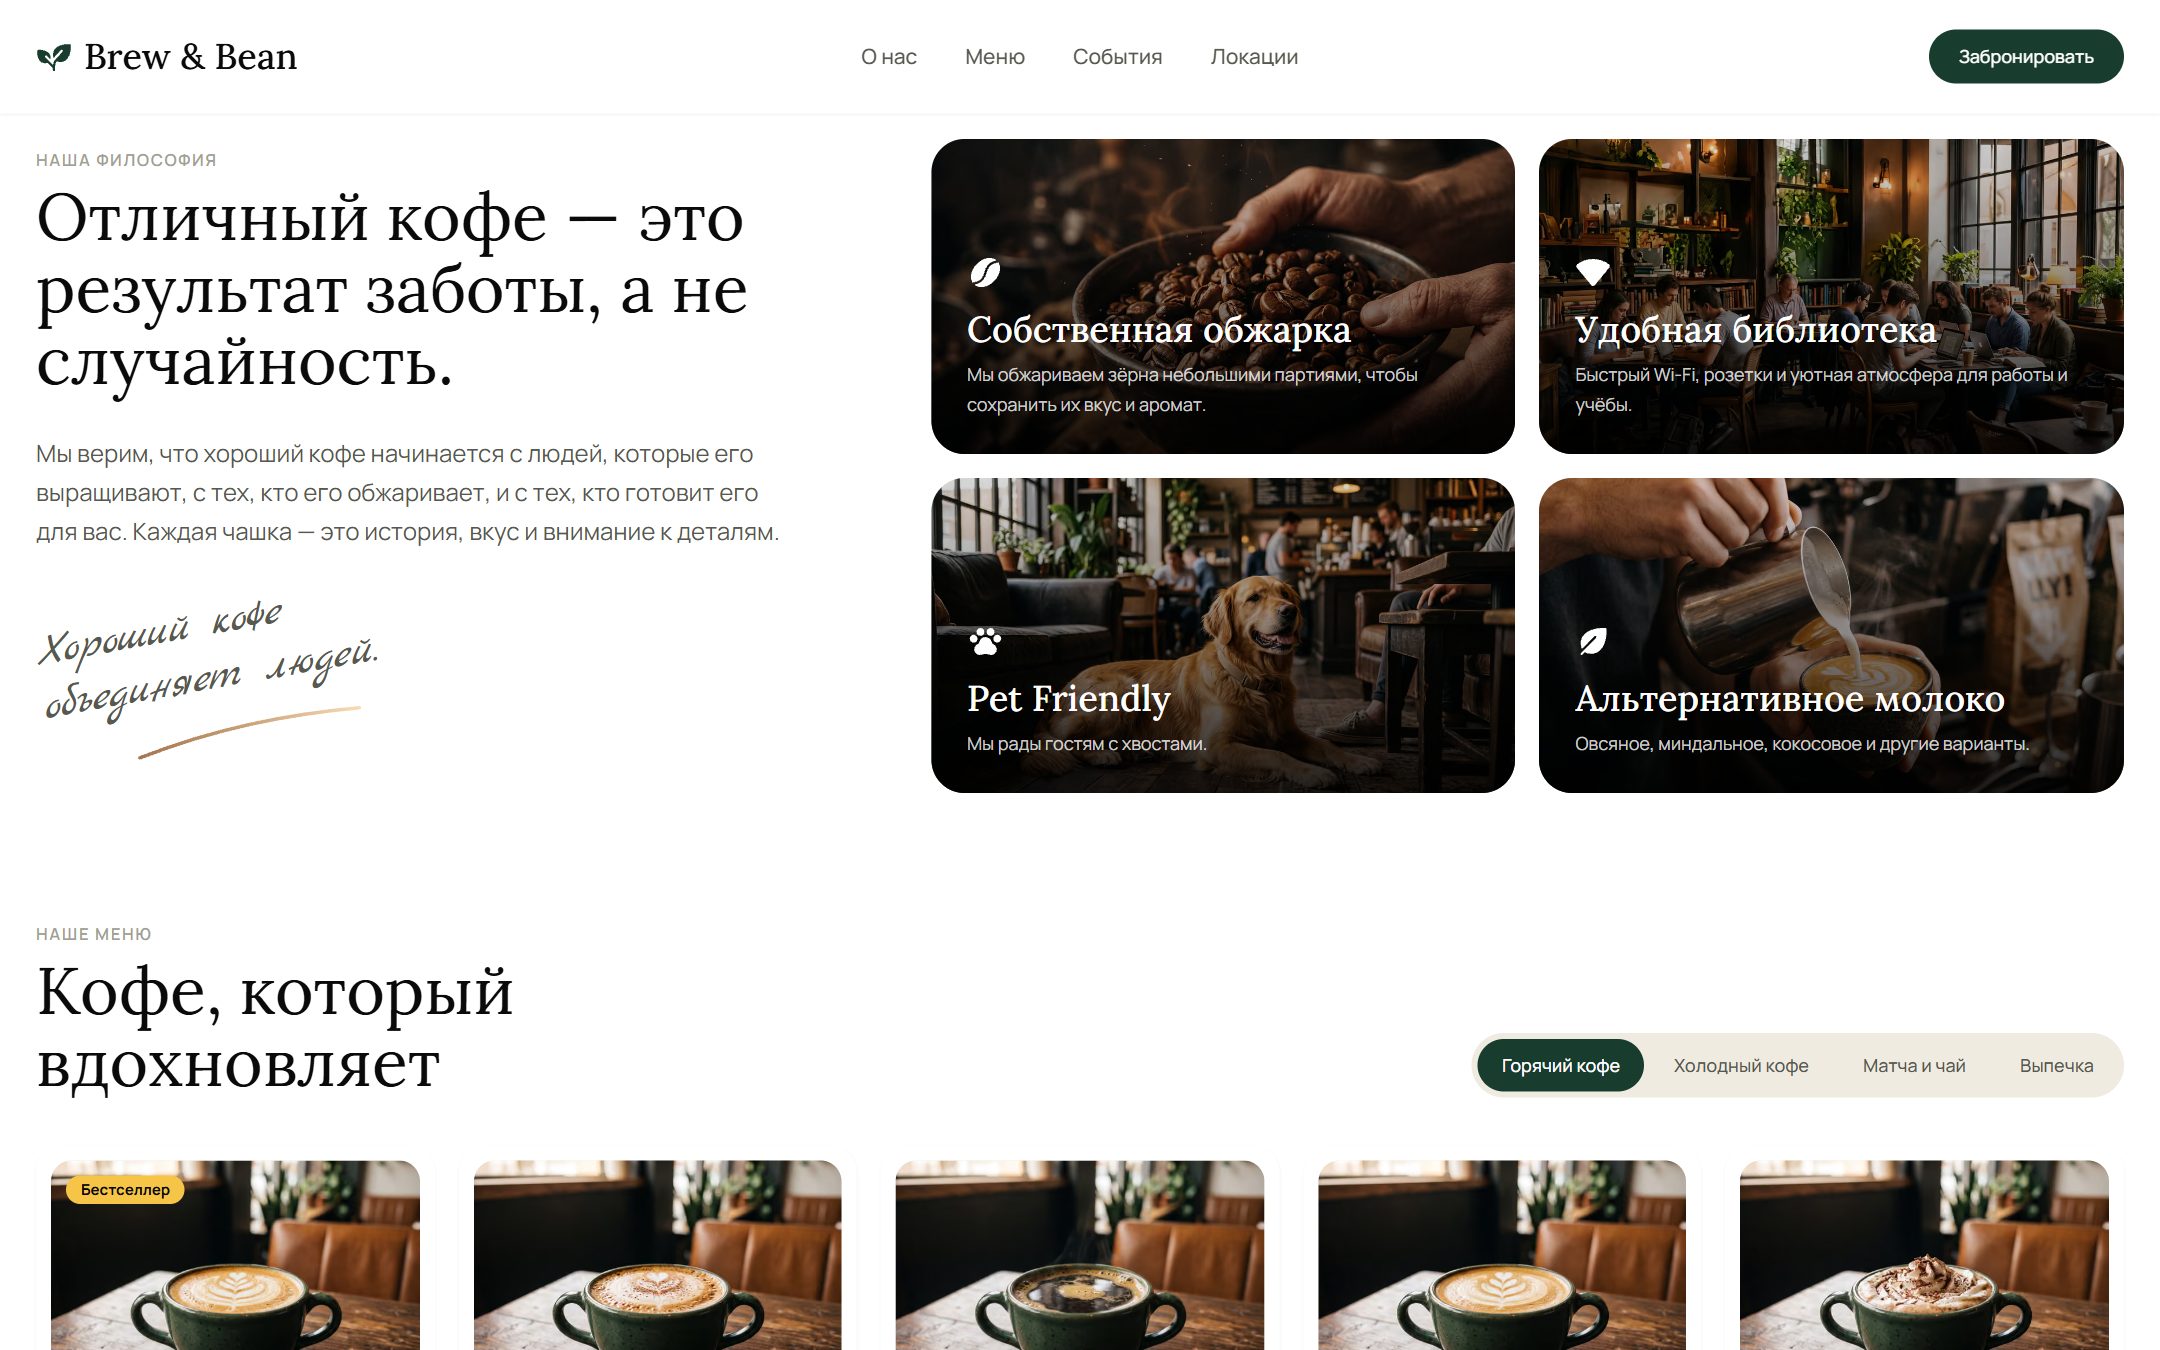 Brew & Bean
О нас
Меню
События
Локации
Забронировать
НАША ФИЛОСОФИЯ
Отличный кофе — это
результат заботы, а не
случайность.
Мы верим, что хороший кофе начинается с людей, которые его
выращивают, с тех, кто его обжаривает, и с тех, кто готовит его
для вас. Каждая чашка — это история, вкус и внимание к деталям.
Хороший кофе
объединяет людей.
Собственная обжарка
Мы обжариваем зёрна небольшими партиями, чтобы
сохранить их вкус и аромат.
Удобная библиотека
Быстрый Wi-Fi, розетки и уютная атмосфера для работы и
учёбы.
Pet Friendly
Мы рады гостям с хвостами.
Альтернативное молоко
Овсяное, миндальное, кокосовое и другие варианты.
НАШЕ МЕНЮ
Кофе, который
вдохновляет
Горячий кофе
Холодный кофе
Матча и чай
Выпечка
Бестселлер